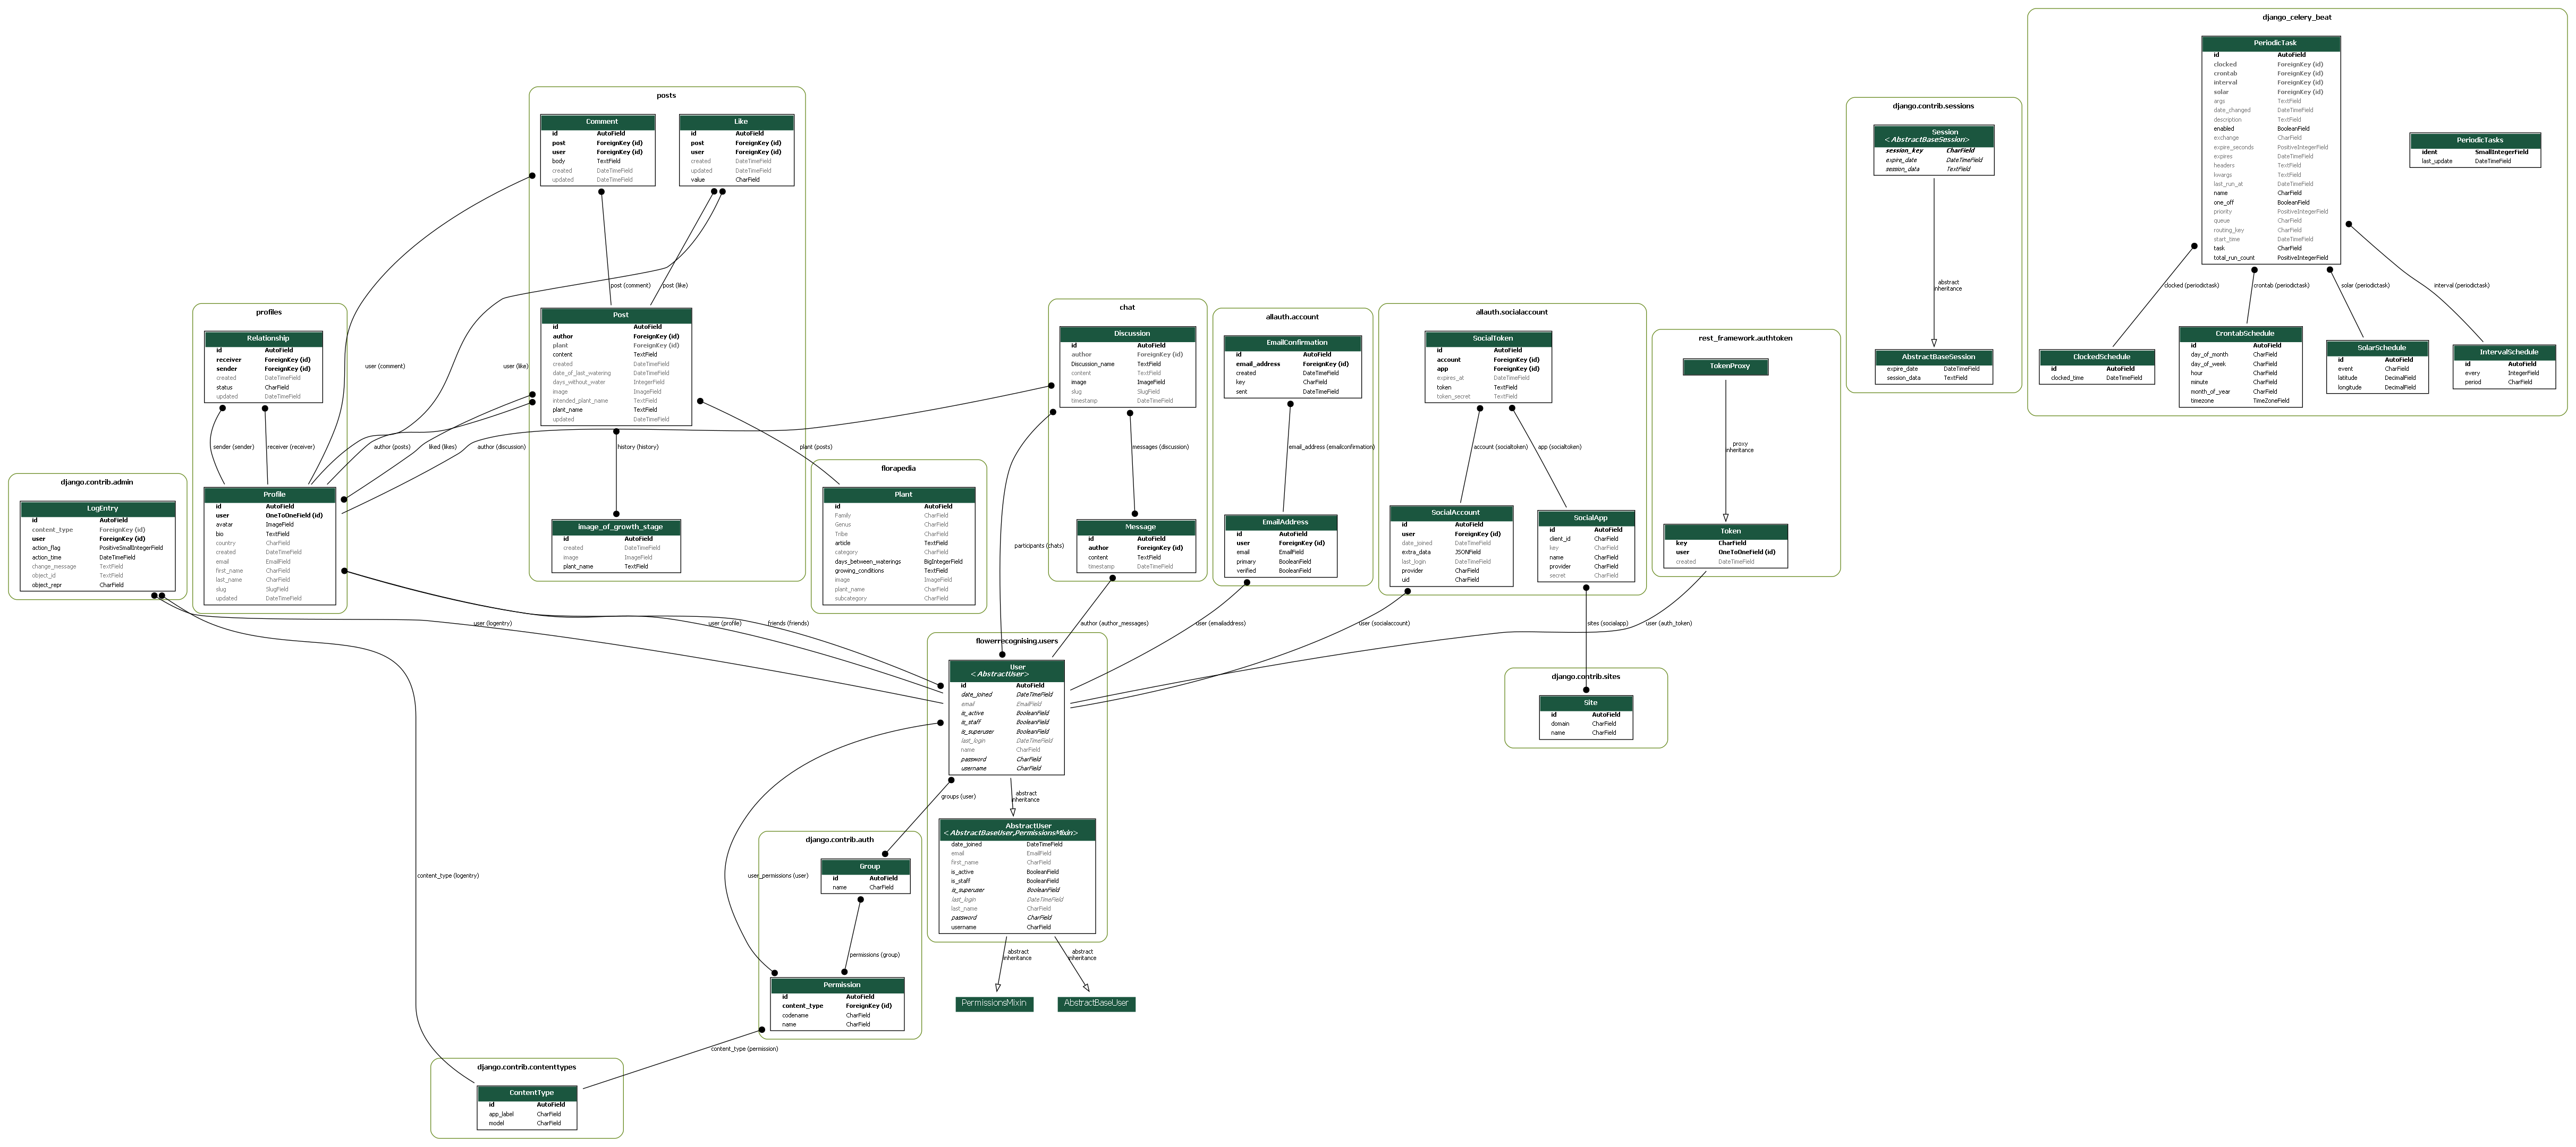 django_celery_beat
PeriodicTask
id AutoField
clocked ForeignKey (id)
crontab ForeignKey (id)
interval ForeignKey (id)
solar ForeignKey (id)
args TextField
date_changed DateTimeField
description TextField
enabled BooleanField
exchange CharField
expire_seconds PositiveIntegerField
expires DateTimeField
headers TextField
kwargs TextField
last_run_at DateTimeField
name CharField
one_off BooleanField
priority PositiveIntegerField
queue CharField
routing_key CharField
start_time DateTimeField
task CharField
total_run_count PositiveIntegerField
PeriodicTasks
ident SmallIntegerField
last_update DateTimeField
clocked (periodictask)
crontab (periodictask)
solar (periodictask)
interval (periodictask)
ClockedSchedule
id AutoField
clocked_time DateTimeField
CrontabSchedule
id AutoField
day_of_month CharField
day_of_week CharField
hour CharField
minute CharField
month_of_year CharField
timezone TimeZoneField
SolarSchedule
id AutoField
event CharField
latitude DecimalField
longitude DecimalField
IntervalSchedule
id AutoField
every IntegerField
period CharField
django.contrib.sessions
Session
<AbstractBaseSession>
session_key CharField
expire_date DateTimeField
session_data TextField
abstract
inheritance
AbstractBaseSession
expire_date DateTimeField
session_data TextField
posts
Comment
id AutoField
post ForeignKey (id)
user ForeignKey (id)
body TextField
created DateTimeField
updated DateTimeField
Like
id AutoField
post ForeignKey (id)
user ForeignKey (id)
created DateTimeField
updated DateTimeField
value CharField
post (comment)
post (like)
Post
id AutoField
author ForeignKey (id)
plant ForeignKey (id)
content TextField
created DateTimeField
date_of_last_watering DateTimeField
days_without_water IntegerField
image ImageField
intended_plant_name TextField
plant_name TextField
updated DateTimeField
history (history)
plant (posts)
image_of_growth_stage
id AutoField
created DateTimeField
image ImageField
plant_name TextField
profiles
Relationship
id AutoField
receiver ForeignKey (id)
sender ForeignKey (id)
created DateTimeField
status CharField
updated DateTimeField
user (comment)
user (like)
sender (sender)
receiver (receiver)
author (posts)
liked (likes)
author (discussion)
Profile
id AutoField
user OneToOneField (id)
avatar ImageField
bio TextField
country CharField
created DateTimeField
email EmailField
first_name CharField
last_name CharField
slug SlugField
updated DateTimeField
django.contrib.admin
LogEntry
id AutoField
content_type ForeignKey (id)
user ForeignKey (id)
action_flag PositiveSmallIntegerField
action_time DateTimeField
change_message TextField
object_id TextField
object_repr CharField
florapedia
Plant
id AutoField
Family CharField
Genus CharField
Tribe CharField
article TextField
category CharField
days_between_waterings BigIntegerField
growing_conditions TextField
image ImageField
plant_name CharField
subcategory CharField
chat
Discussion
id AutoField
author ForeignKey (id)
Discussion_name TextField
content TextField
image ImageField
slug SlugField
timestamp DateTimeField
messages (discussion)
participants (chats)
Message
id AutoField
author ForeignKey (id)
content TextField
timestamp DateTimeField
allauth.account
EmailConfirmation
id AutoField
email_address ForeignKey (id)
created DateTimeField
key CharField
sent DateTimeField
email_address (emailconfirmation)
EmailAddress
id AutoField
user ForeignKey (id)
email EmailField
primary BooleanField
verified BooleanField
allauth.socialaccount
SocialToken
id AutoField
account ForeignKey (id)
app ForeignKey (id)
expires_at DateTimeField
token TextField
token_secret TextField
account (socialtoken)
app (socialtoken)
SocialAccount
id AutoField
user ForeignKey (id)
date_joined DateTimeField
extra_data JSONField
last_login DateTimeField
provider CharField
uid CharField
SocialApp
id AutoField
client_id CharField
key CharField
name CharField
provider CharField
secret CharField
rest_framework.authtoken
TokenProxy
proxy
inheritance
Token
key CharField
user OneToOneField (id)
created DateTimeField
user (logentry)
user (profile)
friends (friends)
author (author_messages)
user (emailaddress)
user (socialaccount)
sites (socialapp)
user (auth_token)
flowerrecognising.users
User
<AbstractUser>
id AutoField
date_joined DateTimeField
email EmailField
is_active BooleanField
is_staff BooleanField
is_superuser BooleanField
last_login DateTimeField
name CharField
password CharField
username CharField
abstract
inheritance
groups (user)
AbstractUser
<AbstractBaseUser,PermissionsMixin>
date_joined DateTimeField
email EmailField
first_name CharField
is_active BooleanField
is_staff BooleanField
is_superuser BooleanField
last_login DateTimeField
last_name CharField
password CharField
username CharField
abstract
inheritance
abstract
inheritance
PermissionsMixin
AbstractBaseUser
django.contrib.sites
Site
id AutoField
domain CharField
name CharField
django.contrib.auth
Group
id AutoField
name CharField
user_permissions (user)
permissions (group)
Permission
id AutoField
content_type ForeignKey (id)
codename CharField
name CharField
content_type (logentry)
content_type (permission)
django.contrib.contenttypes
ContentType
id AutoField
app_label CharField
model CharField